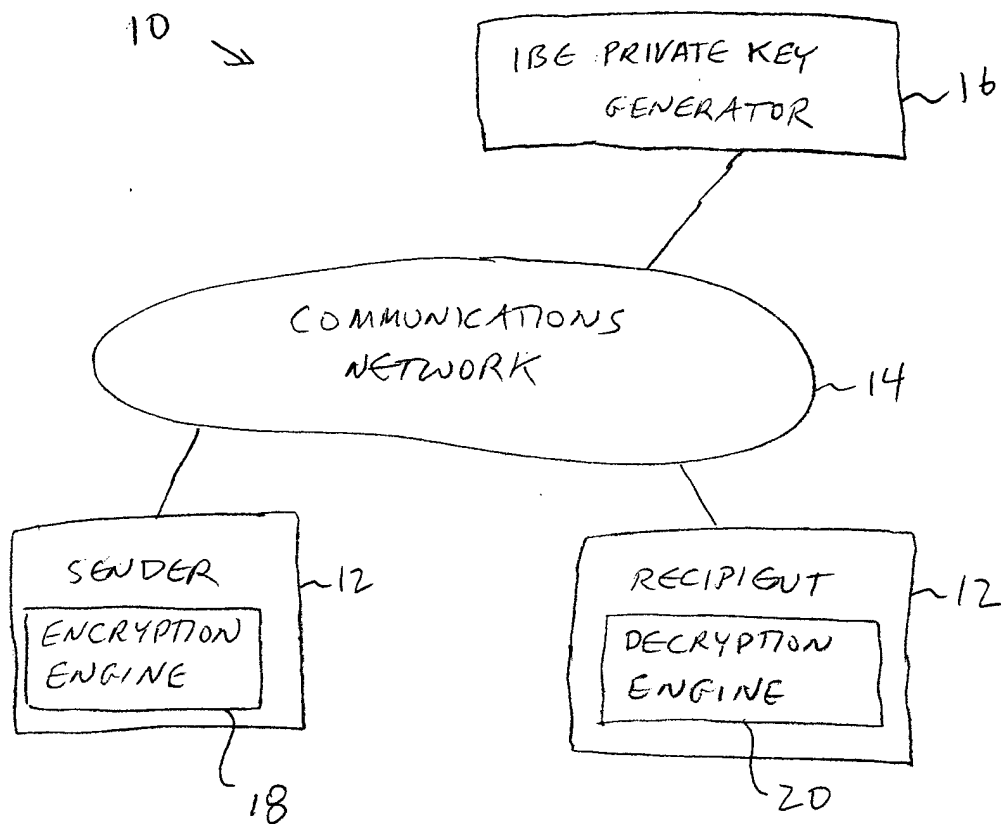 10
IBE PRIVATE KEY
GENERATOR
16
COMMUNICATIONS
NETWORK
14
SENDER
12
ENCRYPTION
ENGINE
18
RECIPIENT
12
DECRYPTION
ENGINE
20